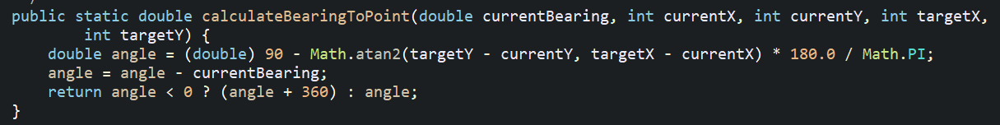 public static double calculateBearingToPoint(double currentBearing, int currentX, int currentY, int targetX,
int targetY) {
double angle = (double) 90 - Math.atan2(targetY - currentY, targetX - currentX) * 180.0 / Math.PI;
angle = angle - currentBearing;
return angle < 0 ? (angle + 360) : angle;
}